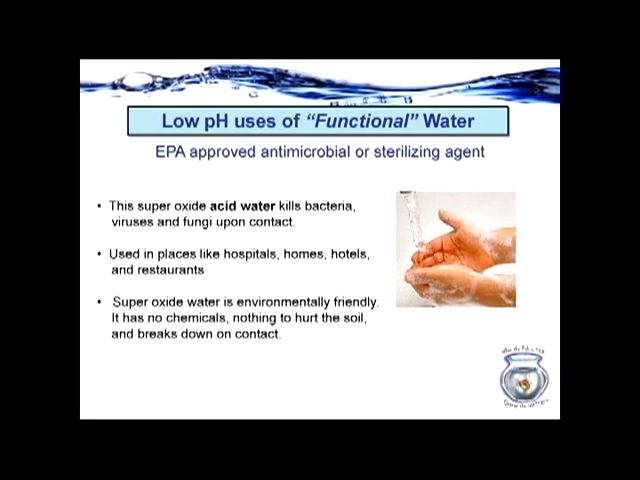 Low pH uses of “Functional” Water
EPA approved antimicrobial or sterilizing agent
• This super oxide acid water kills bacteria,
viruses and fungi upon contact.
• Used in places like hospitals, homes, hotels,
and restaurants
• Super oxide water is environmentally friendly.
It has no chemicals, nothing to hurt the soil,
and breaks down on contact.